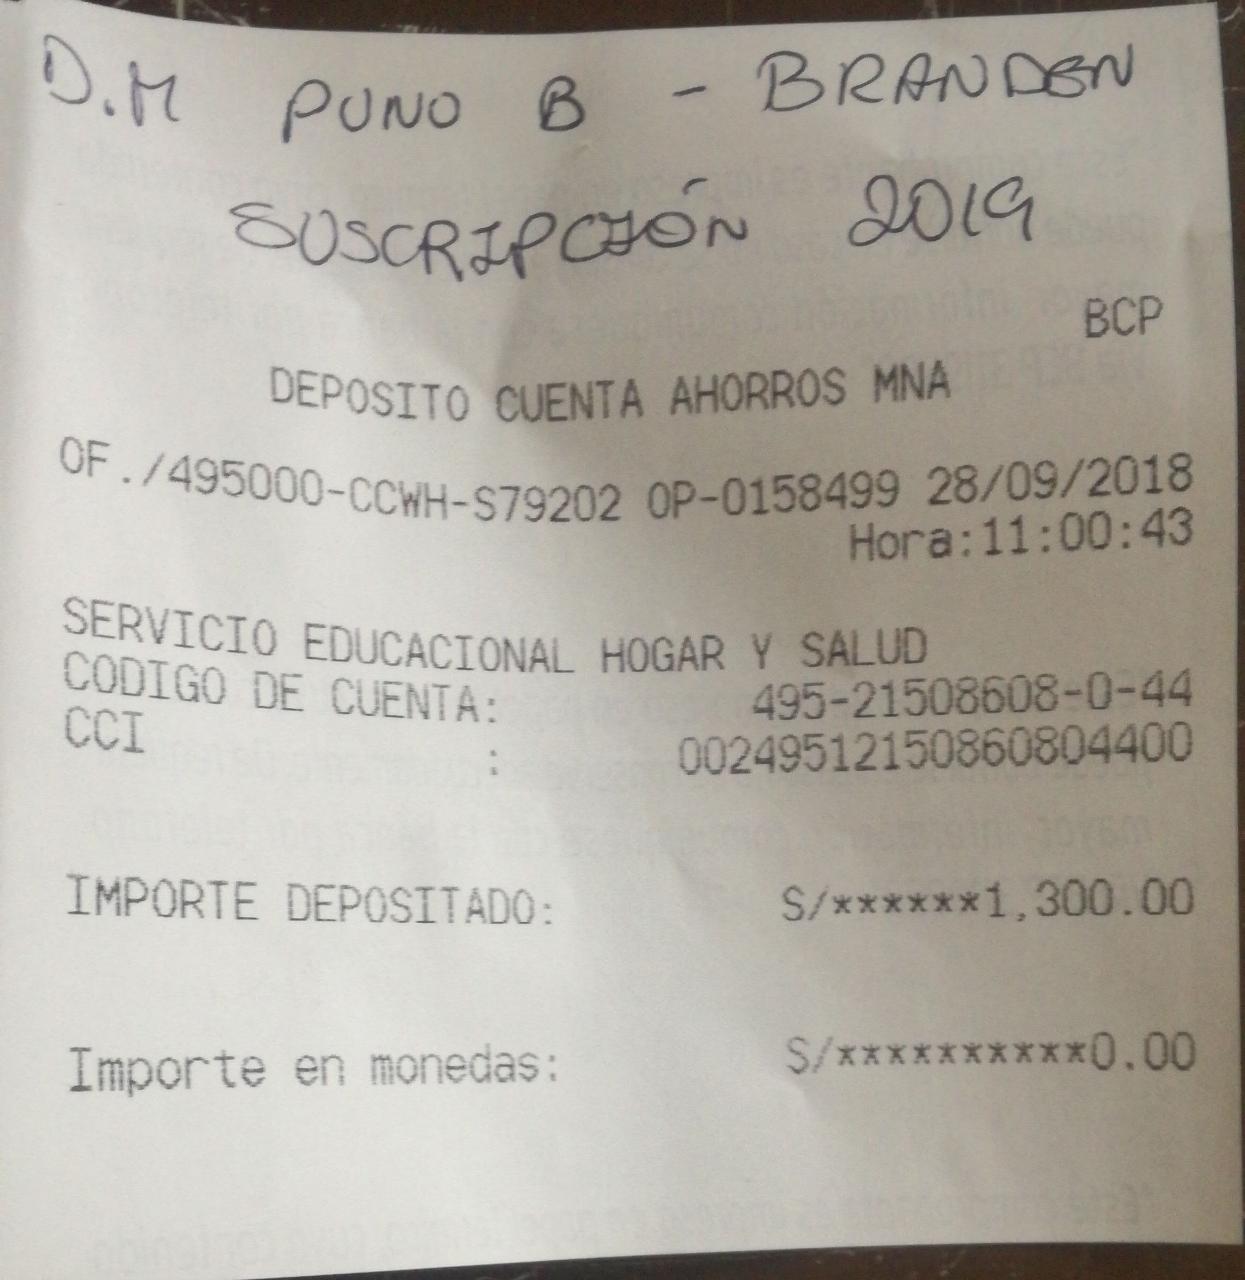 D.M PUNO B - BRANDEN
SUSCRIPCIÓN 2019
BCP
DEPOSITO CUENTA AHORROS MNA
OF./495000-CCWH-S79202 OP-0158499 28/09/2018
Hora:11:00:43
SERVICIO EDUCACIONAL HOGAR Y SALUD
CODIGO DE CUENTA: 495-21508608-0-44
CCI : 00249512150860804400
IMPORTE DEPOSITADO: S/******1,300.00
Importe en monedas: S/**********0.00